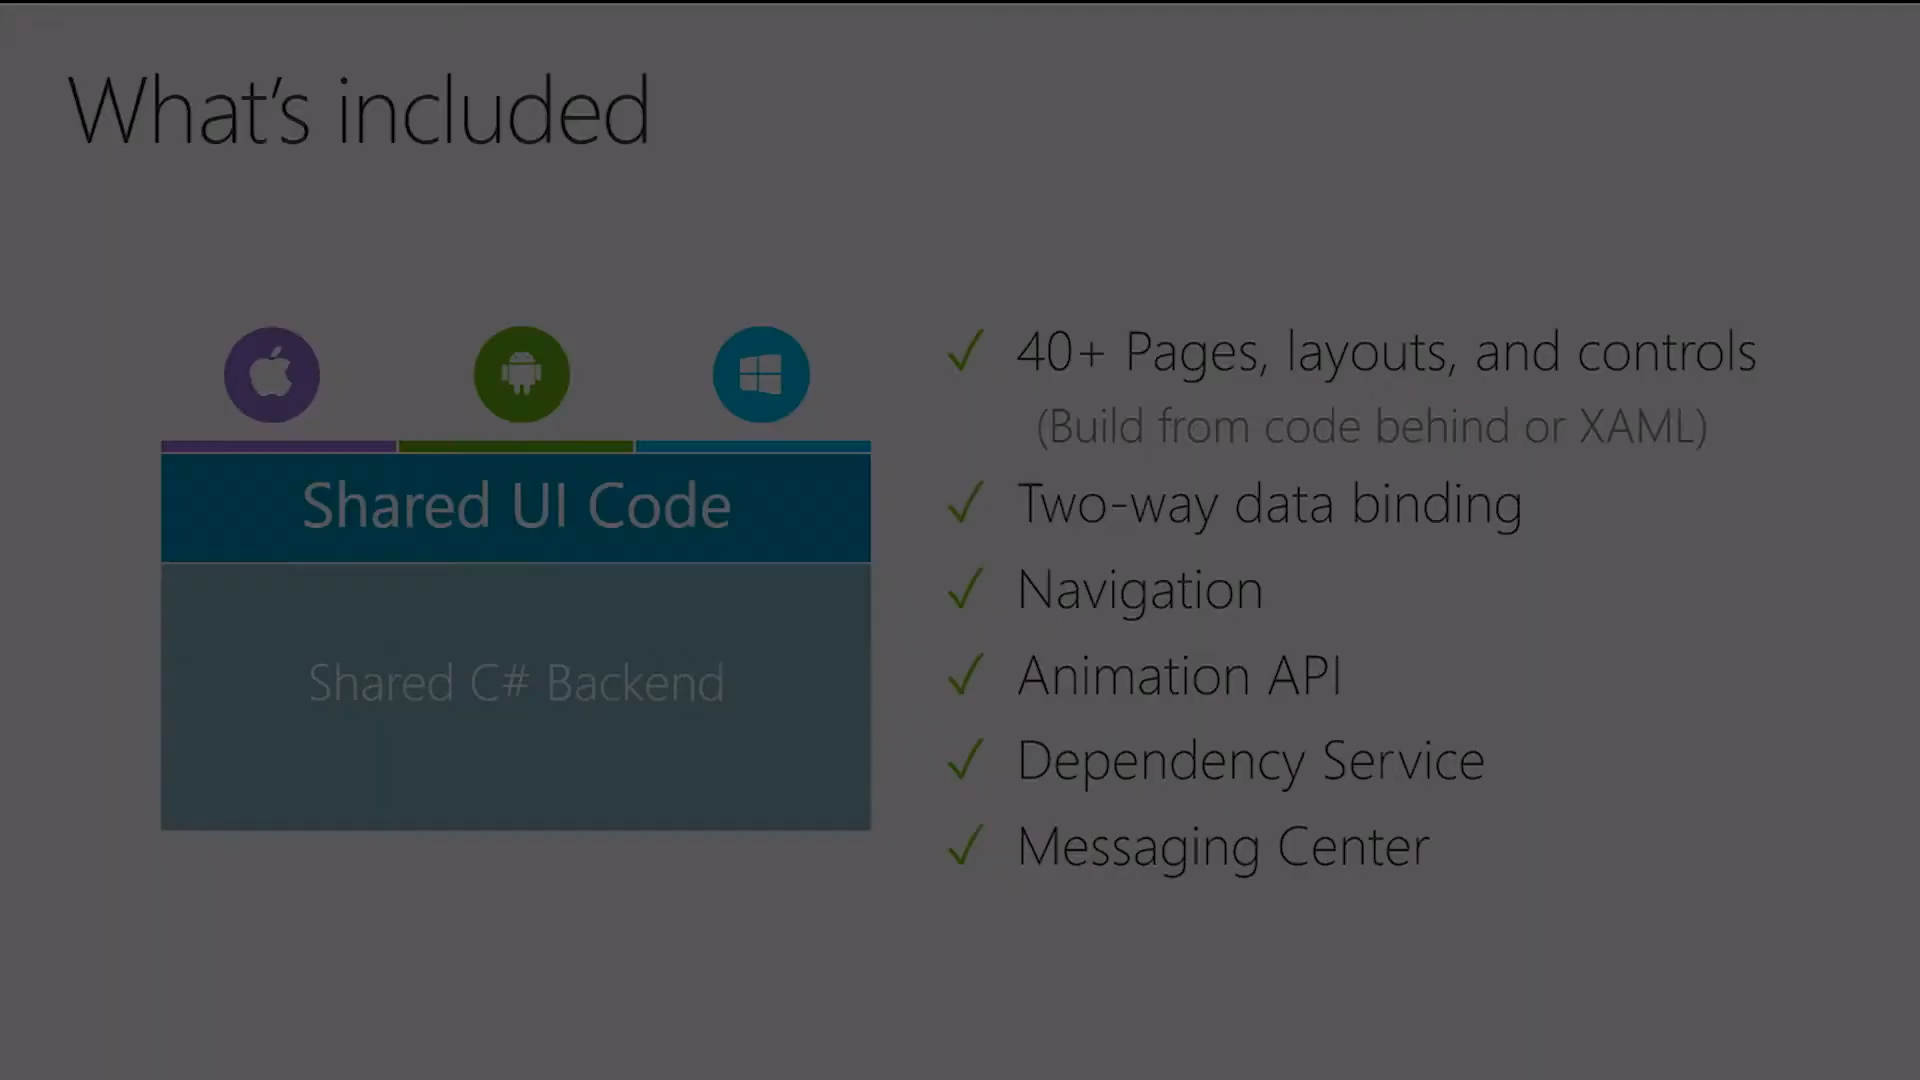 What's included
Shared UI Code
Shared C# Backend
✓ 40+ Pages, layouts, and controls
(Build from code behind or XAML)
✓ Two-way data binding
✓ Navigation
✓ Animation API
✓ Dependency Service
✓ Messaging Center